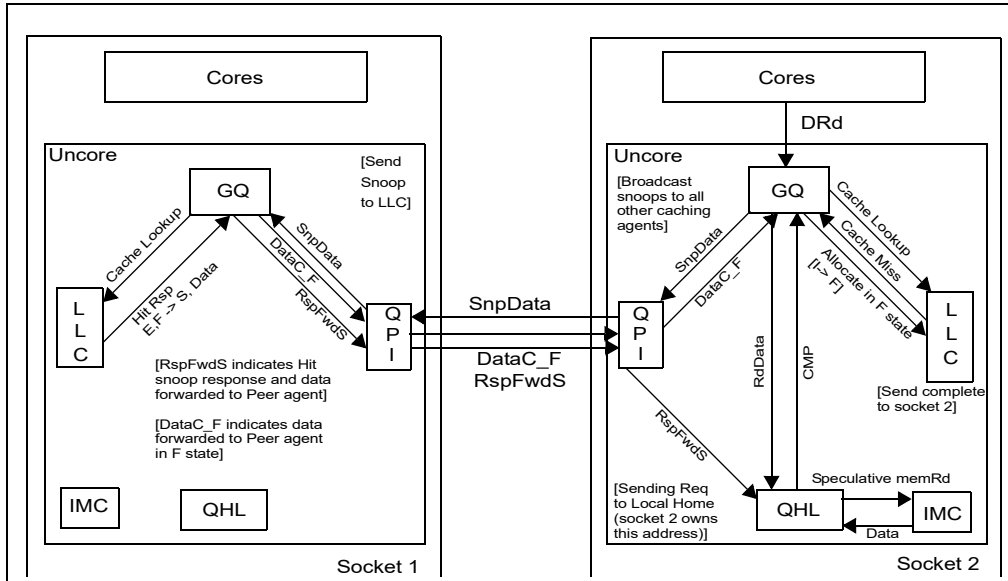 Cores
Uncore
[Send
Snoop
to LLC]
GQ
Cache Lookup
Hit Rsp
E,F -> S, Data
SnpData
DataC_F
RspFwdS
L
L
C
Q
P
I
[RspFwdS indicates Hit
snoop response and data
forwarded to Peer agent]
[DataC_F indicates data
forwarded to Peer agent
in F state]
IMC
QHL
Socket 1
SnpData
DataC_F
RspFwdS
Cores
DRd
Uncore
[Broadcast
snoops to all
other caching
agents]
GQ
SnpData
DataC_F
Cache Lookup
Cache Miss
Allocate in F state
[I-> F]
Q
P
I
L
L
C
RdData
CMP
[Send complete
to socket 2]
RspFwdS
[Sending Req
to Local Home
(socket 2 owns
this address)]
QHL
Speculative memRd
Data
IMC
Socket 2